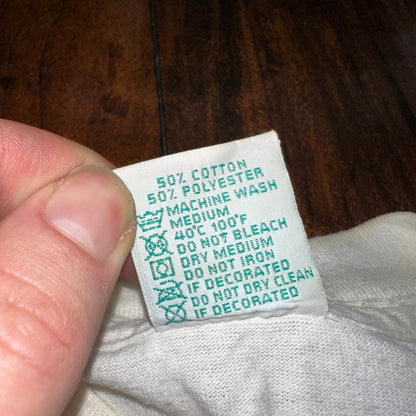 50% COTTON
50% POLYESTER
MACHINE WASH
MEDIUM
40°C 100°F
DO NOT BLEACH
DRY MEDIUM
DO NOT IRON
IF DECORATED
DO NOT DRY CLEAN
IF DECORATED